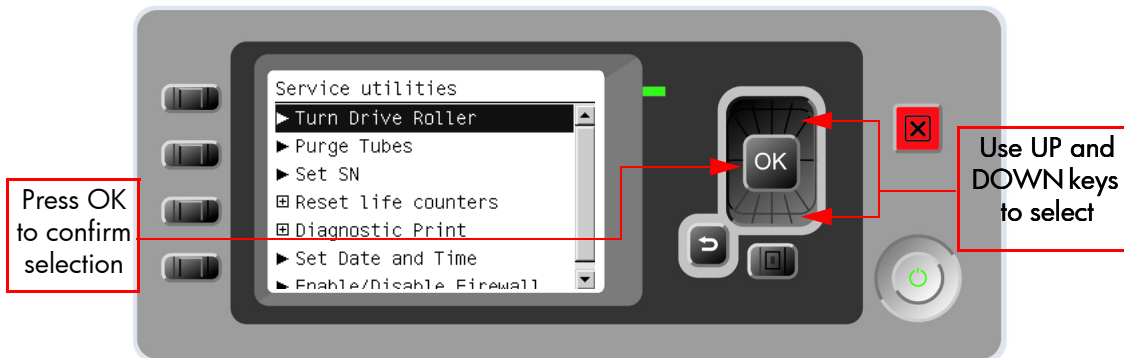 Service utilities
Turn Drive Roller
Purge Tubes
Set SN
Reset life counters
Diagnostic Print
Set Date and Time
Enable/Disable Firewall
OK
Press OK
to confirm
selection
Use UP and
DOWN keys
to select